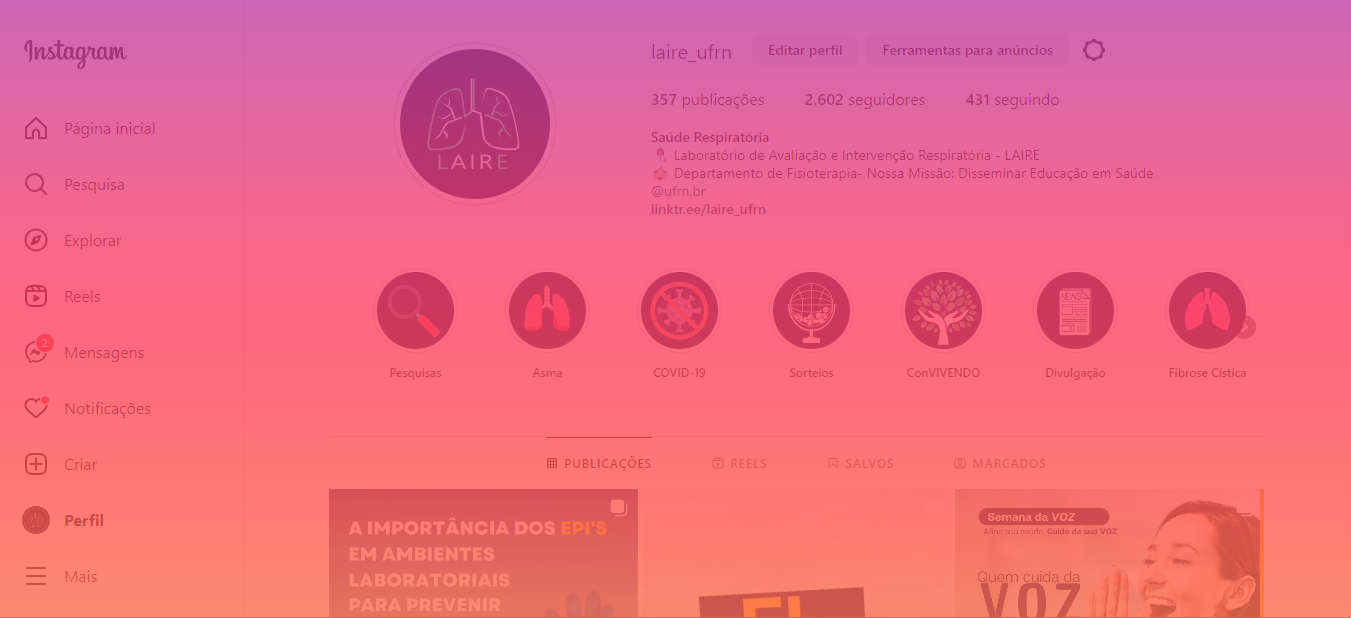 Instagram
Página inicial
Pesquisa
Explorar
Reels
2
Mensagens
Notificações
Criar
Perfil
Mais
LAIRE
laire_ufrn Editar perfil Ferramentas para anúncios
357 publicações 2.602 seguidores 431 seguindo
Saúde Respiratória
🫁 Laboratório de Avaliação e Intervenção Respiratória - LAIRE
🏫 Departamento de Fisioterapia- Nossa Missão: Disseminar Educação em Saúde
@ufrn.br
linktr.ee/laire_ufrn
NEWS
Pesquisas Asma COVID-19 Sorteios ConVIVENDO Divulgação Fibrose Cística
PUBLICAÇÕES REELS SALVOS MARCADOS
A IMPORTÂNCIA DOS EPI'S
EM AMBIENTES
LABORATORIAIS
PARA PREVENIR
Semana da VOZ
Afine sua saúde. Cuide da sua VOZ
Quem cuida da
VOZ